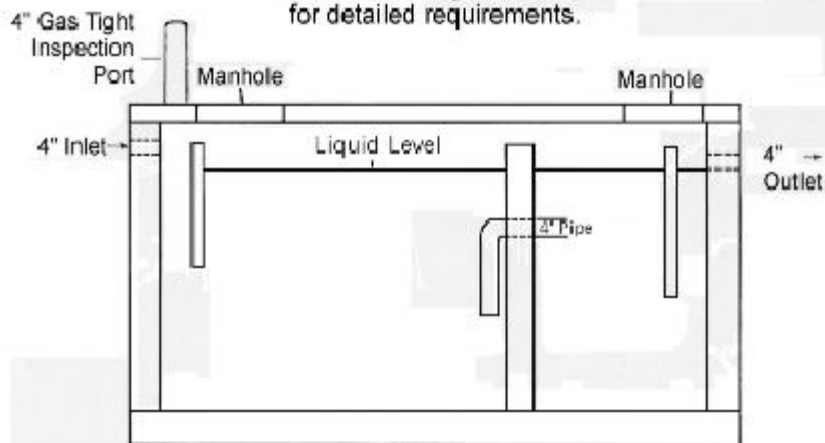 for detailed requirements.
4" Gas Tight
Inspection
Port
Manhole
Manhole
4" Inlet
Liquid Level
4"
Outlet
4" Pipe